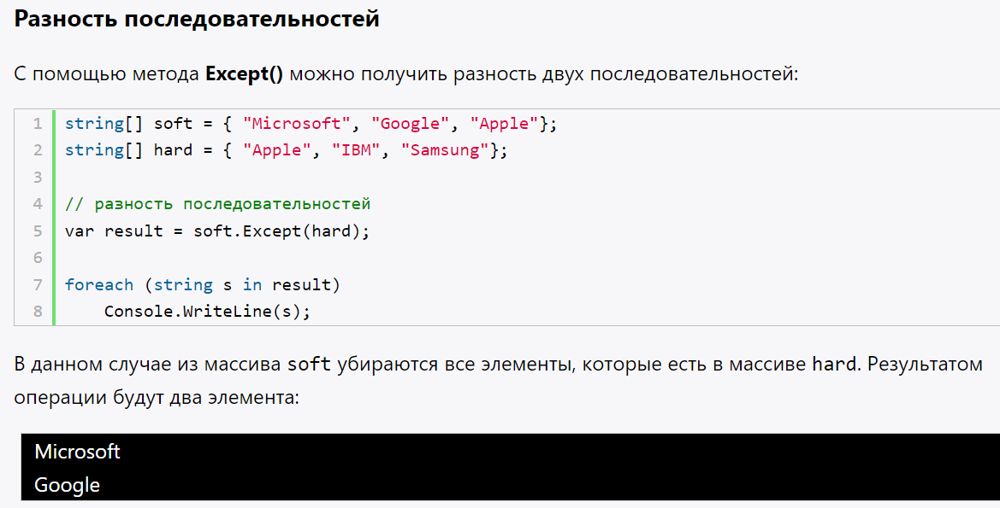 Разность последовательностей
С помощью метода Except() можно получить разность двух последовательностей:
1 string[] soft = { "Microsoft", "Google", "Apple"};
2 string[] hard = { "Apple", "IBM", "Samsung"};
3
4 // разность последовательностей
5 var result = soft.Except(hard);
6
7 foreach (string s in result)
8     Console.WriteLine(s);
В данном случае из массива soft убираются все элементы, которые есть в массиве hard. Результатом
операции будут два элемента:
Microsoft
Google